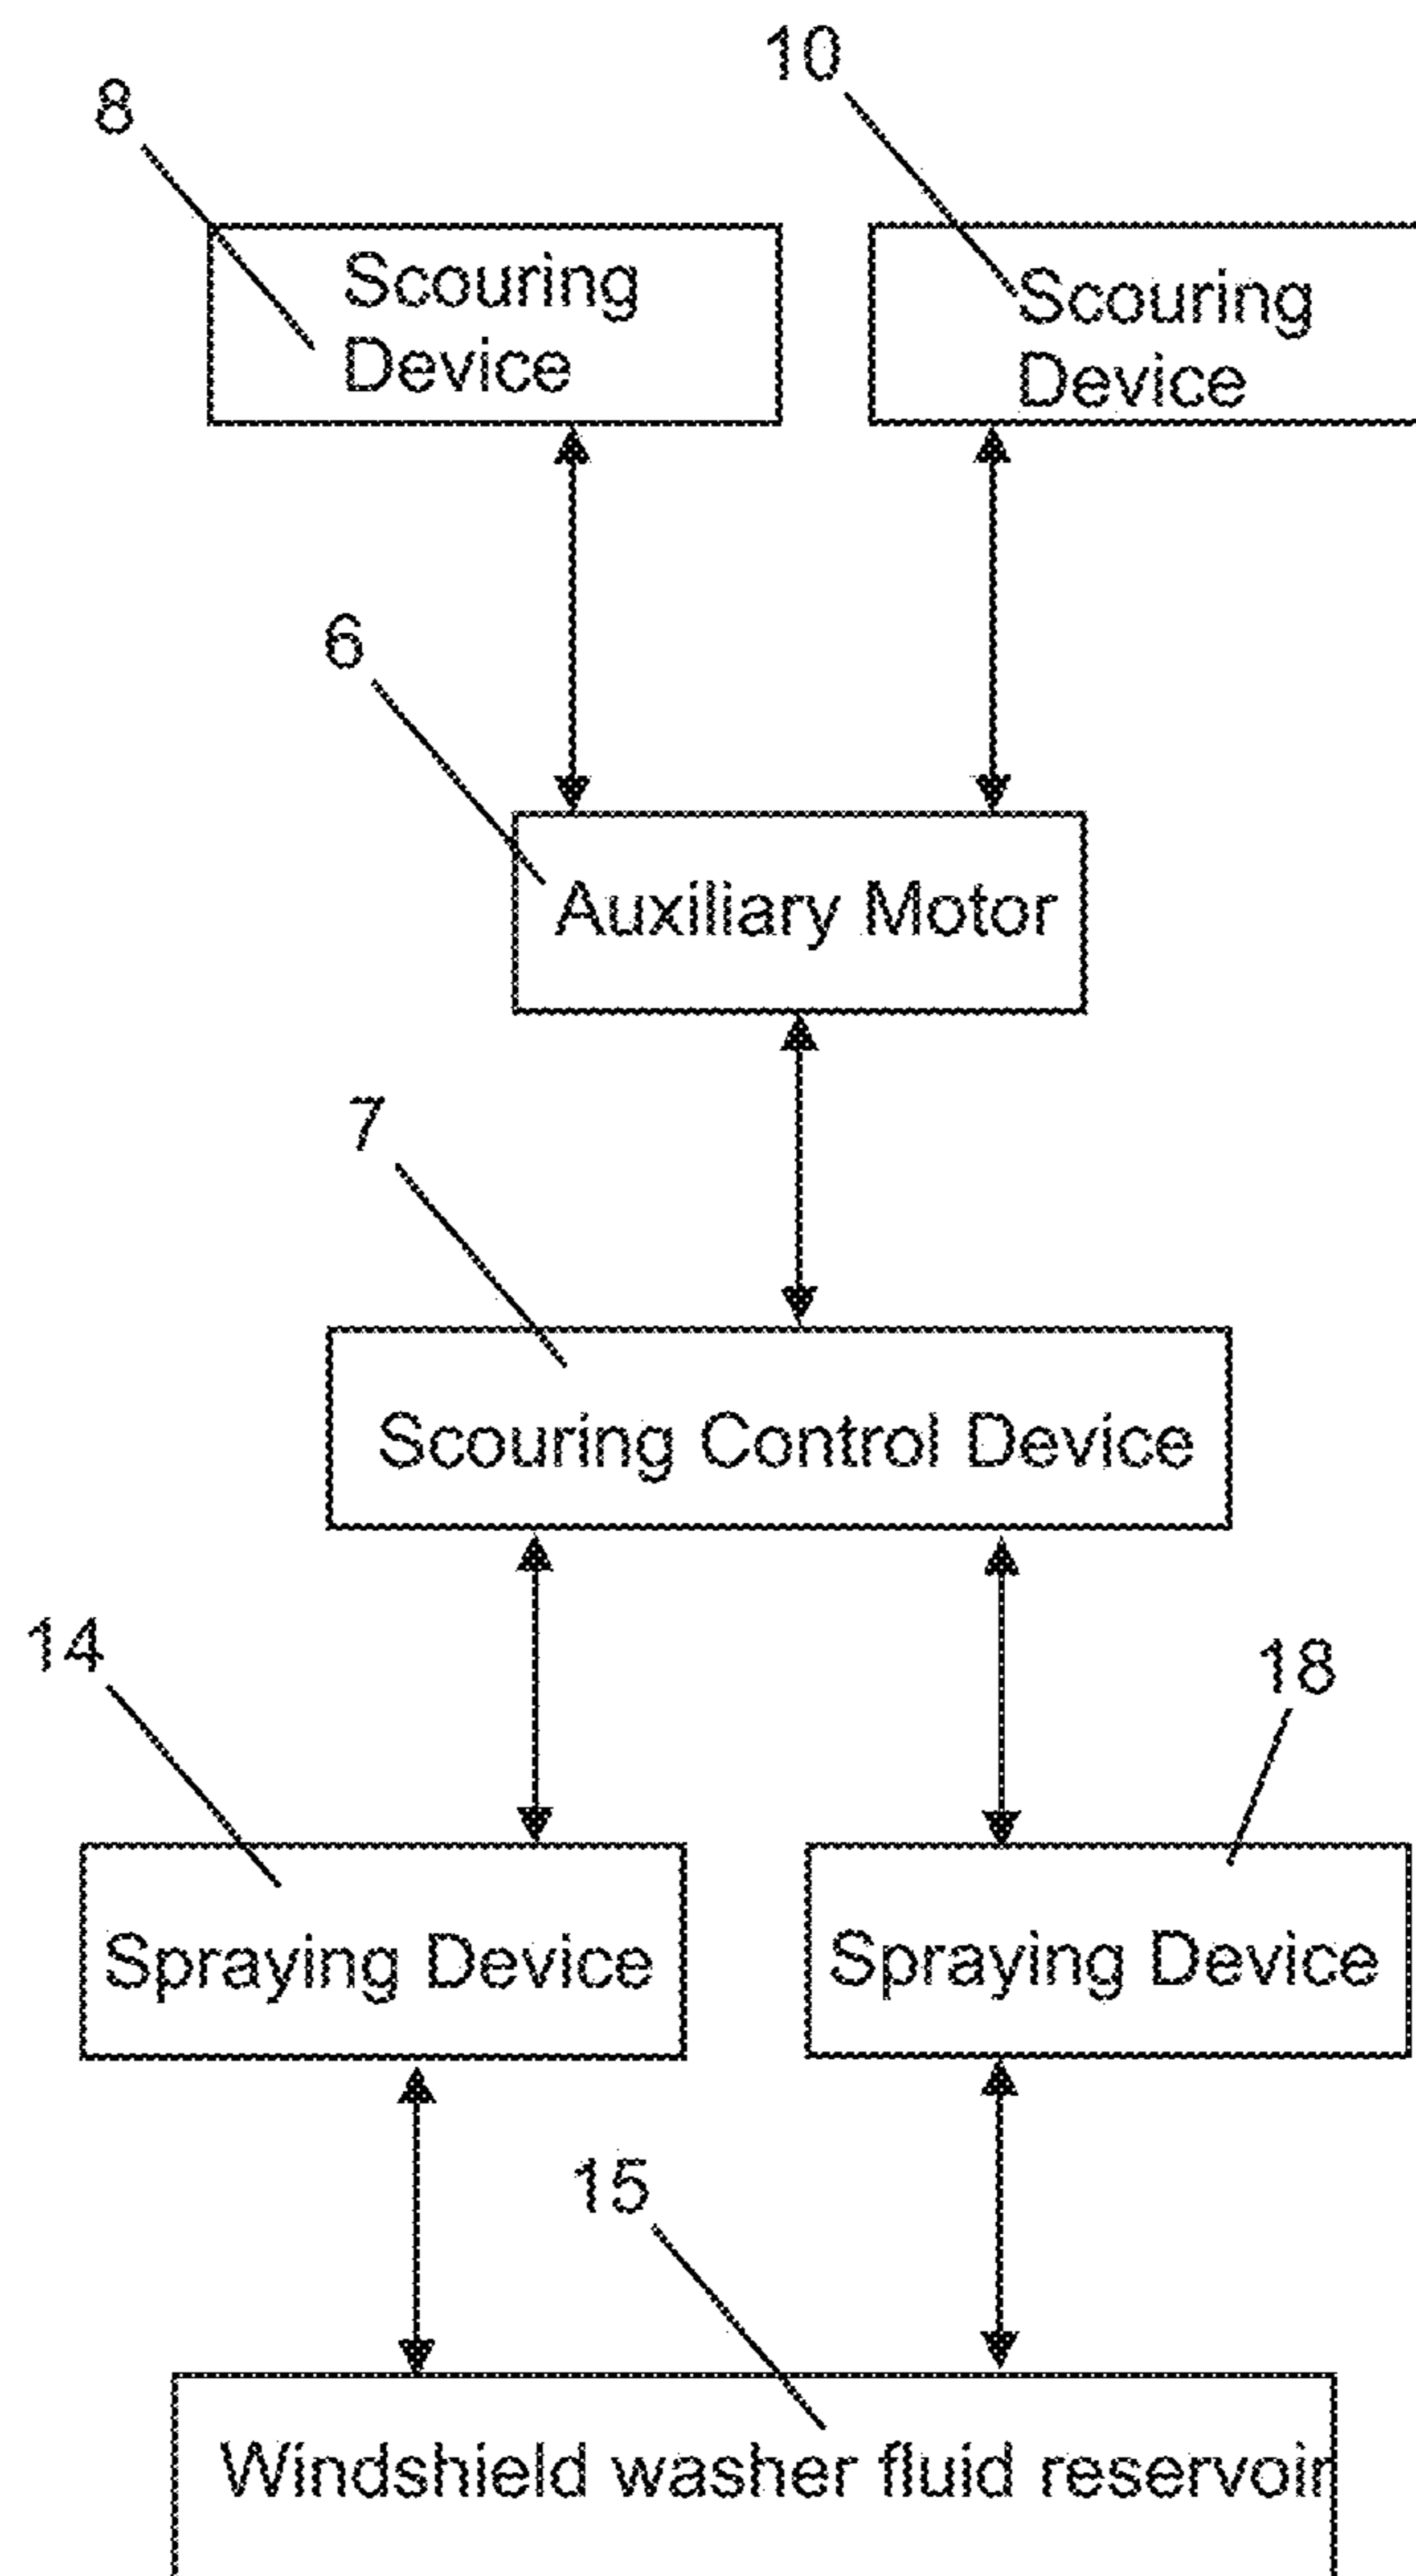 10
8
Scouring
Device
Scouring
Device
6
Auxiliary Motor
7
Scouring Control Device
14
18
Spraying Device
Spraying Device
15
Windshield washer fluid reservoir